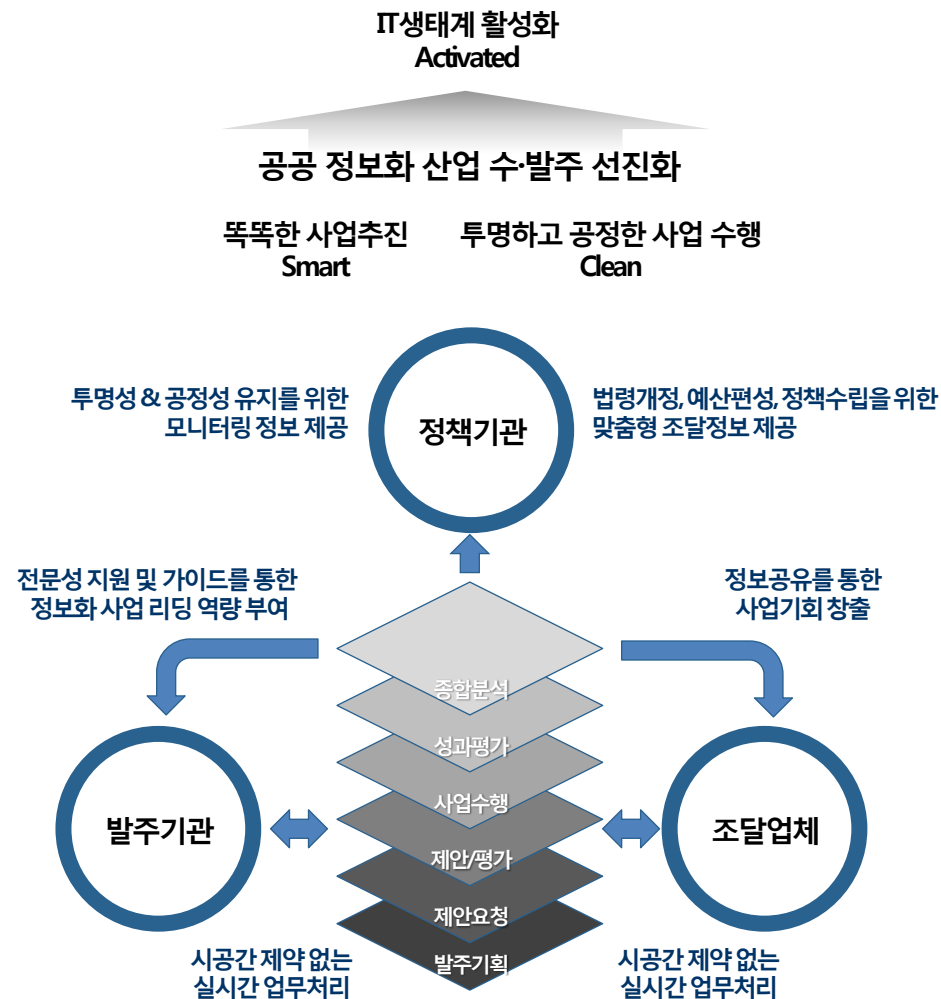 IT생태계 활성화
Activated
공공 정보화 산업 수·발주 선진화
똑똑한 사업추진
Smart
투명하고 공정한 사업 수행
Clean
투명성 & 공정성 유지를 위한
모니터링 정보 제공
정책기관
법령개정, 예산편성, 정책수립을 위한
맞춤형 조달정보 제공
전문성 지원 및 가이드를 통한
정보화 사업 리딩 역량 부여
정보공유를 통한
사업기회 창출
종합분석
성과평가
사업수행
제안/평가
제안요청
발주기획
발주기관
조달업체
시공간 제약 없는
실시간 업무처리
시공간 제약 없는
실시간 업무처리